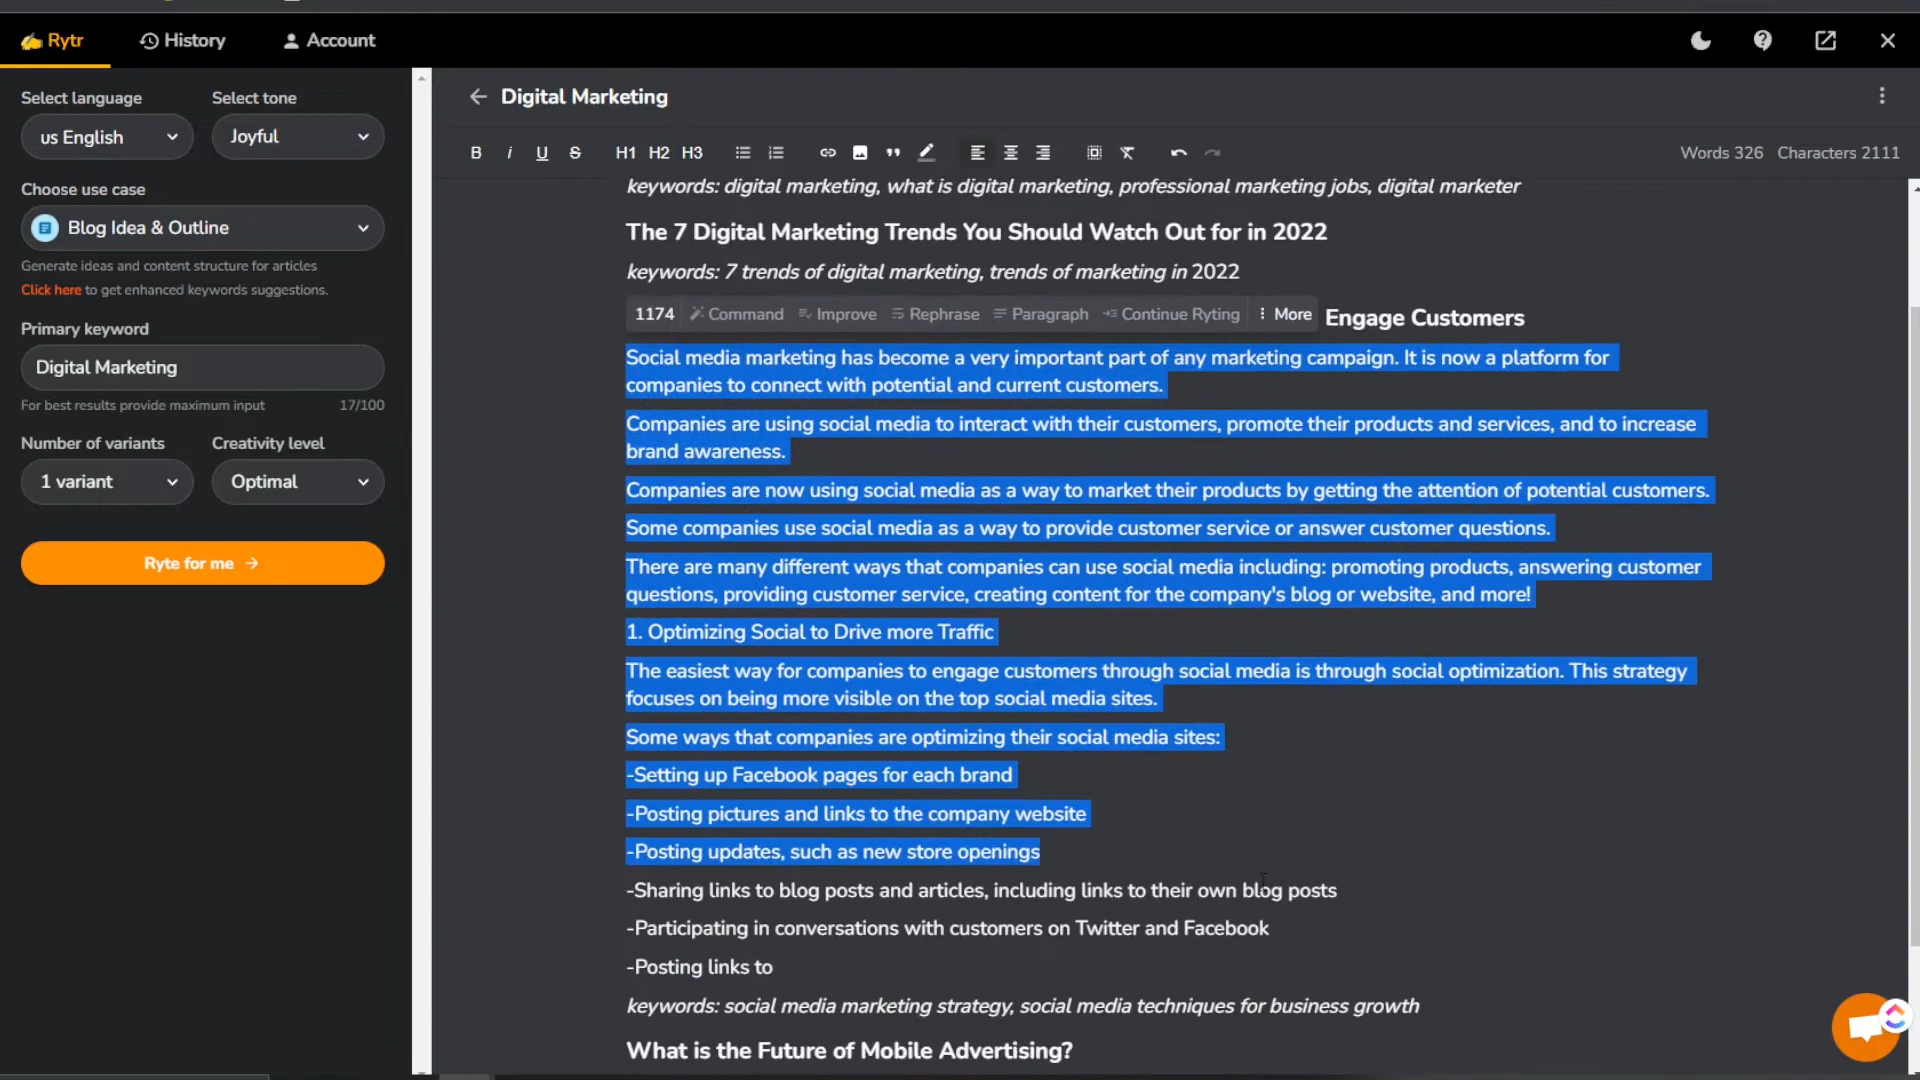 Rytr
History
Account
Select language
Select tone
us English
Joyful
Choose use case
Blog Idea & Outline
Generate ideas and content structure for articles
Click here to get enhanced keywords suggestions.
Primary keyword
Digital Marketing
For best results provide maximum input
17/100
Number of variants
Creativity level
1 variant
Optimal
Ryte for me
Digital Marketing
B i U S H1 H2 H3
Words 326 Characters 2111
keywords: digital marketing, what is digital marketing, professional marketing jobs, digital marketer
The 7 Digital Marketing Trends You Should Watch Out for in 2022
keywords: 7 trends of digital marketing, trends of marketing in 2022
1174 Command Improve Rephrase Paragraph Continue Ryting More Engage Customers
Social media marketing has become a very important part of any marketing campaign. It is now a platform for
companies to connect with potential and current customers.
Companies are using social media to interact with their customers, promote their products and services, and to increase
brand awareness.
Companies are now using social media as a way to market their products by getting the attention of potential customers.
Some companies use social media as a way to provide customer service or answer customer questions.
There are many different ways that companies can use social media including: promoting products, answering customer
questions, providing customer service, creating content for the company's blog or website, and more!
1. Optimizing Social to Drive more Traffic
The easiest way for companies to engage customers through social media is through social optimization. This strategy
focuses on being more visible on the top social media sites.
Some ways that companies are optimizing their social media sites:
-Setting up Facebook pages for each brand
-Posting pictures and links to the company website
-Posting updates, such as new store openings
-Sharing links to blog posts and articles, including links to their own blog posts
-Participating in conversations with customers on Twitter and Facebook
-Posting links to
keywords: social media marketing strategy, social media techniques for business growth
What is the Future of Mobile Advertising?